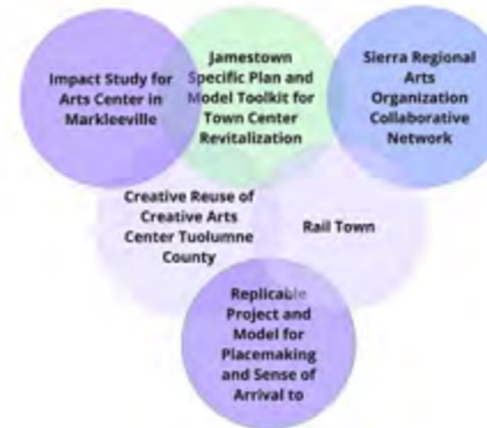 Impact Study for
Arts Center in
Markleeville
Jamestown
Specific Plan and
Model Toolkit for
Town Center
Revitalization
Sierra Regional
Arts
Organization
Collaborative
Network
Creative Reuse of
Creative Arts
Center Tuolumne
County
Rail Town
Replicable
Project and
Model for
Placemaking
and Sense of
Arrival to